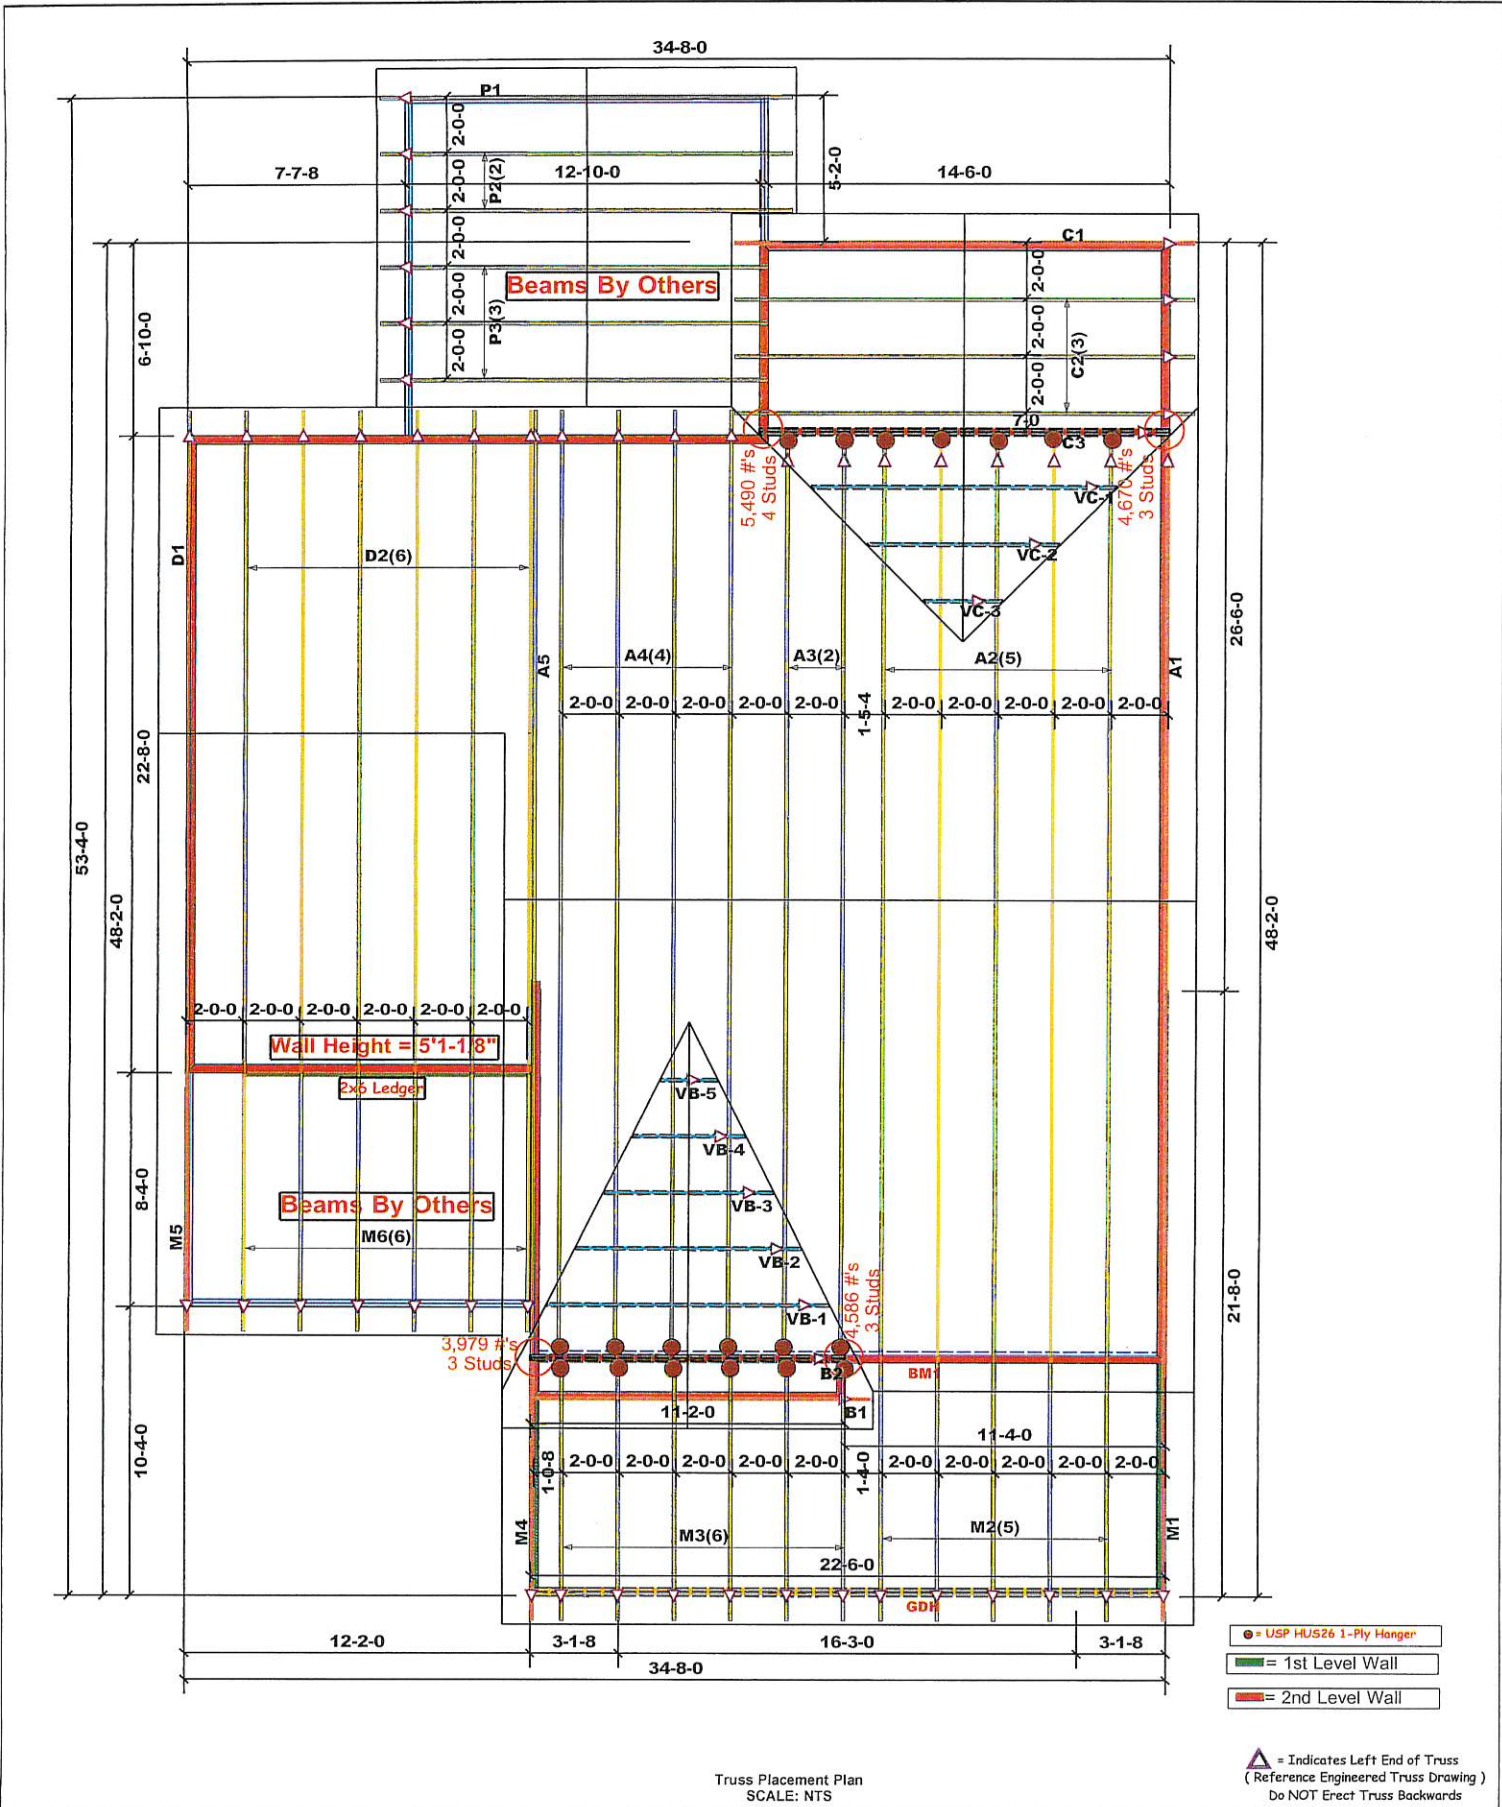 34-8-0
P1
2-0-0
7-7-8
2-0-0
P2(2)
12-10-0
5-2-0
14-6-0
2-0-0
C1
2-0-0
Beams By Others
2-0-0
P3(3)
2-0-0
2-0-0
C2(3)
2-0-0
6-10-0
7-0
C3
5,490 #'s
4 Studs
4,670 #'s
3 Studs
VC-1
D1
D2(6)
VC-2
VC-3
26-6-0
A5
A4(4)
A3(2)
A2(5)
A1
2-0-0 2-0-0 2-0-0 2-0-0 2-0-0 1-5-4 2-0-0 2-0-0 2-0-0 2-0-0 2-0-0
22-8-0
53-4-0
48-2-0
48-2-0
2-0-0 2-0-0 2-0-0 2-0-0 2-0-0 2-0-0
Wall Height = 5'1-1/8"
2x6 Ledger
VB-5
VB-4
8-4-0
Beams By Others
VB-3
M5
M6(6)
VB-2
21-8-0
VB-1
4,586 #'s
3 Studs
3,979 #'s
3 Studs
B2
BM1
11-2-0
B1
11-4-0
10-4-0
1-0-8 2-0-0 2-0-0 2-0-0 2-0-0 2-0-0 1-4-0 2-0-0 2-0-0 2-0-0 2-0-0 2-0-0
M4
M3(6)
M2(5)
M1
22-6-0
GDH
12-2-0
3-1-8
16-3-0
3-1-8
34-8-0
= USP HUS26 1-Ply Hanger
= 1st Level Wall
= 2nd Level Wall
= Indicates Left End of Truss
( Reference Engineered Truss Drawing )
Do NOT Erect Truss Backwards
Truss Placement Plan
SCALE: NTS